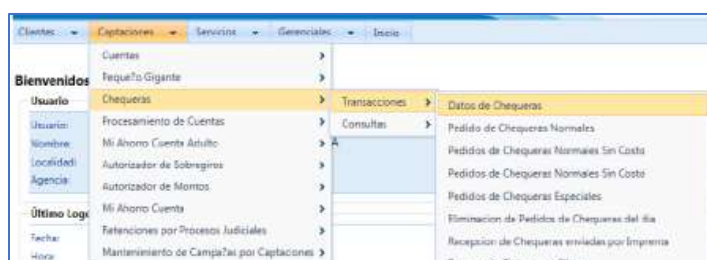 Clientes Captaciones Servicios Gerenciales Inicio
Cuentas
Peque?o Gigante
Bienvenidos
Usuario
Chequeras
Transacciones
Datos de Chequeras
Usuario:
Procesamiento de Cuentas
Consultas
Pedido de Chequeras Normales
Nombre:
Mi Ahorro Cuenta Adulto
A
Pedidos de Chequeras Normales Sin Costo
Localidad:
Autorizador de Sobregiros
Pedidos de Chequeras Normales Sin Costo
Agencia:
Autorizador de Montos
Pedidos de Chequeras Especiales
Último Logi
Mi Ahorro Cuenta
Eliminacion de Pedidos de Chequeras del dia
Fecha:
Retenciones por Procesos Judiciales
Recepcion de Chequeras enviadas por Imprenta
Hora:
Mantenimiento de Campa?as por Captaciones